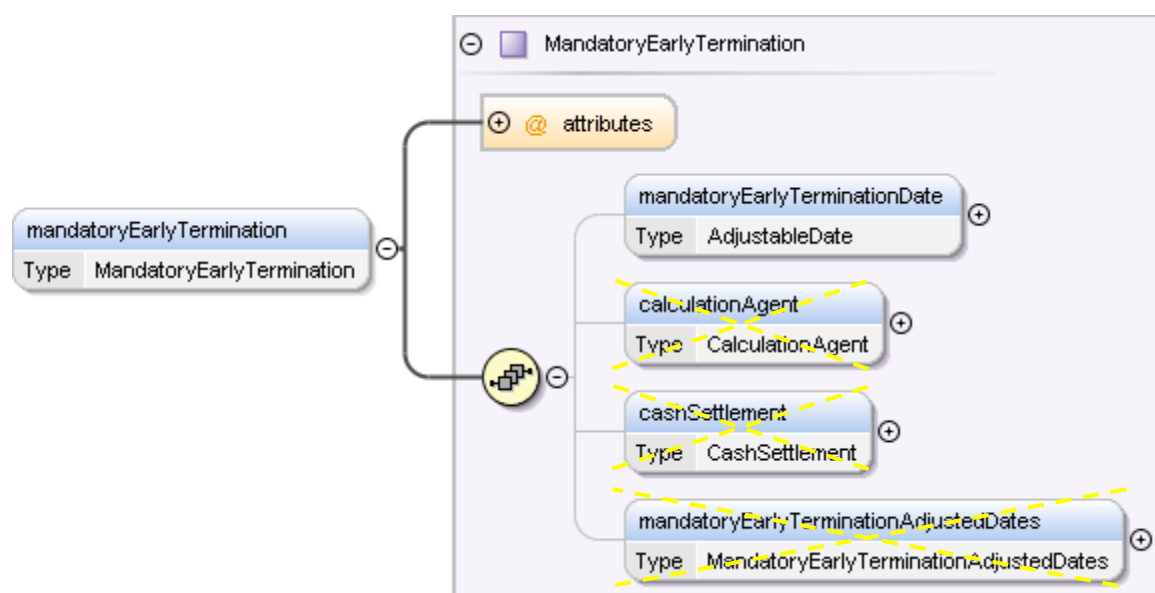 MandatoryEarlyTermination
@ attributes
mandatoryEarlyTermination
Type MandatoryEarlyTermination
mandatoryEarlyTerminationDate
Type AdjustableDate
calculationAgent
Type CalculationAgent
cashSettlement
Type CashSettlement
mandatoryEarlyTerminationAdjustedDates
Type MandatoryEarlyTerminationAdjustedDates